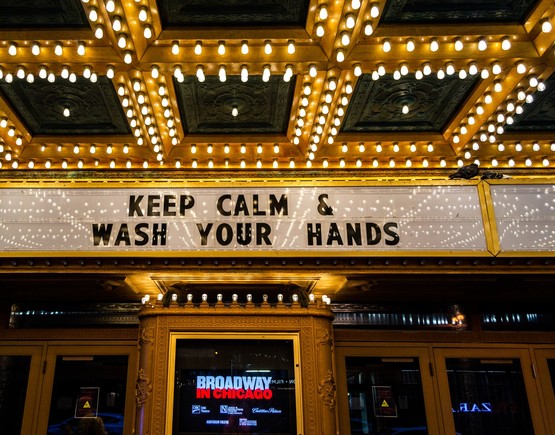 KEEP CALM &
WASH YOUR HANDS
BROADWAY
IN CHICAGO